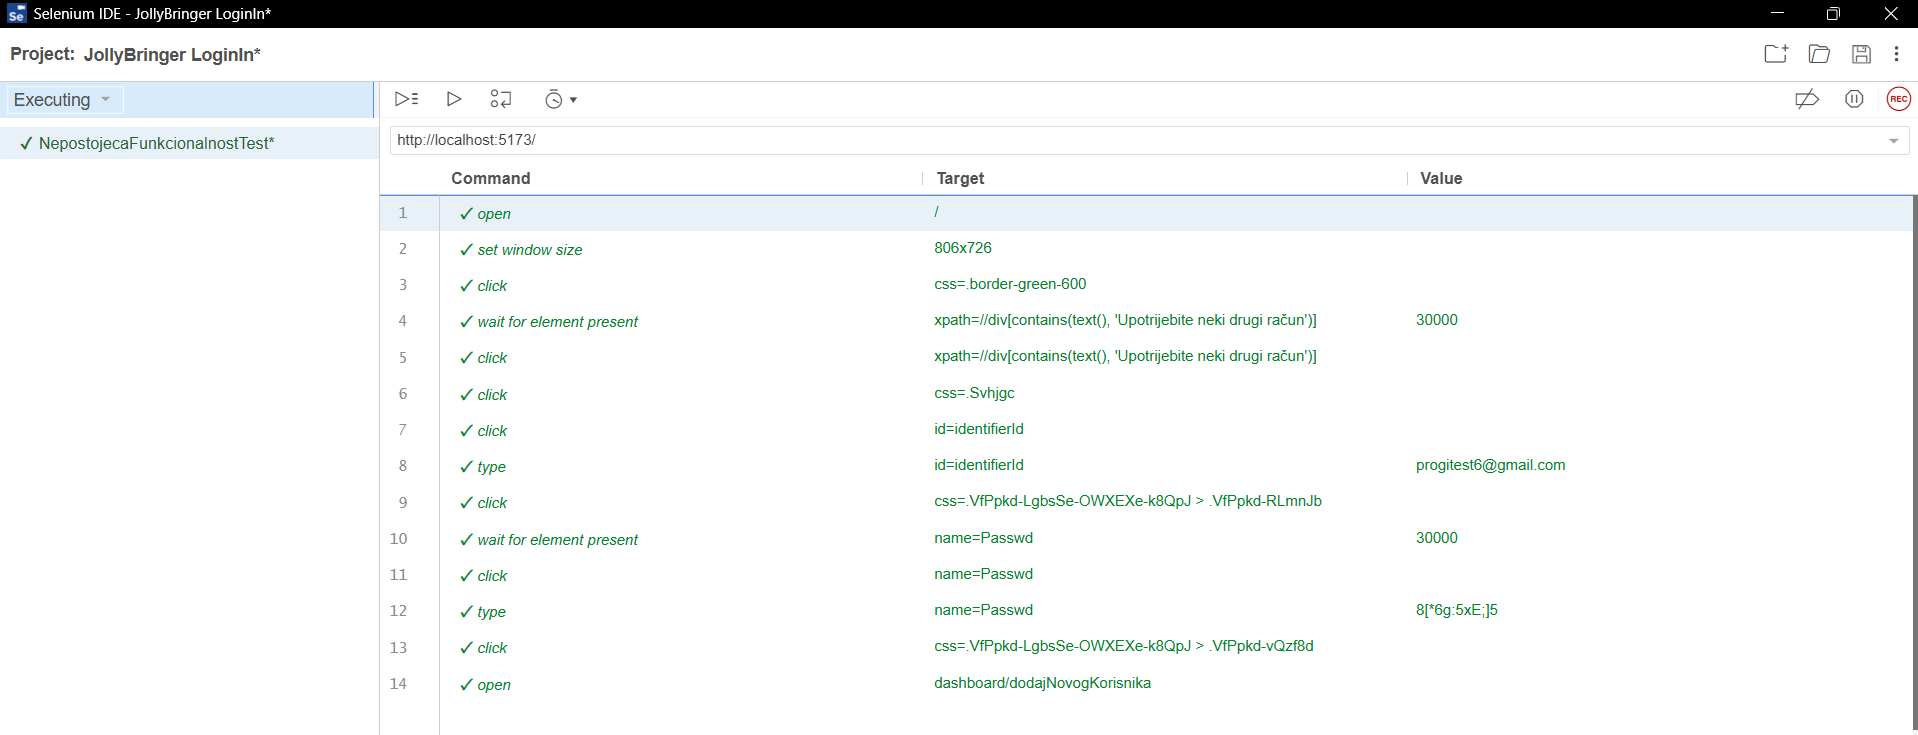 Selenium IDE - JollyBringer LoginIn*
Project: JollyBringer LoginIn*
Executing
REC
✓ NepostojecaFunkcionalnostTest*
http://localhost:5173/
Command Target Value
1 ✓ open /
2 ✓ set window size 806x726
3 ✓ click css=.border-green-600
4 ✓ wait for element present xpath=//div[contains(text(), 'Upotrijebite neki drugi račun')] 30000
5 ✓ click xpath=//div[contains(text(), 'Upotrijebite neki drugi račun')]
6 ✓ click css=.Svhjgc
7 ✓ click id=identifierId
8 ✓ type id=identifierId progitest6@gmail.com
9 ✓ click css=.VfPpkd-LgbsSe-OWXEXe-k8QpJ > .VfPpkd-RLmnJb
10 ✓ wait for element present name=Passwd 30000
11 ✓ click name=Passwd
12 ✓ type name=Passwd 8[*6g:5xE;]5
13 ✓ click css=.VfPpkd-LgbsSe-OWXEXe-k8QpJ > .VfPpkd-vQzf8d
14 ✓ open dashboard/dodajNovogKorisnika